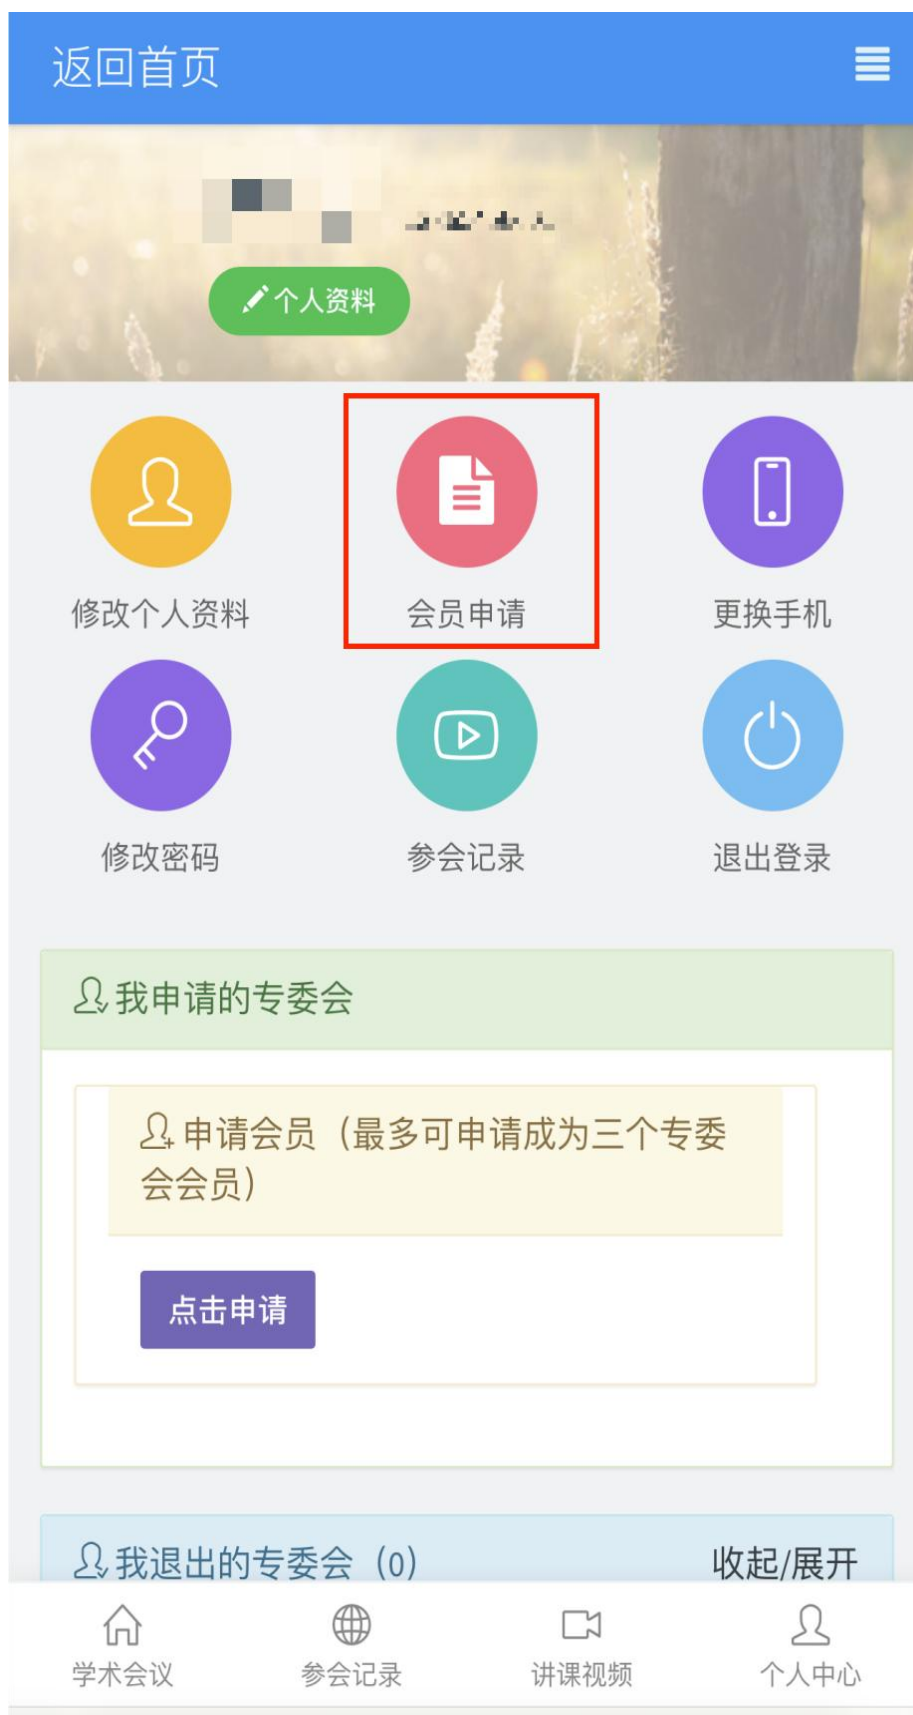 返回首页
个人资料
修改个人资料
会员申请
更换手机
修改密码
参会记录
退出登录
我申请的专委会
申请会员（最多可申请成为三个专委
会会员）
点击申请
我退出的专委会（0）
收起/展开
学术会议
参会记录
讲课视频
个人中心